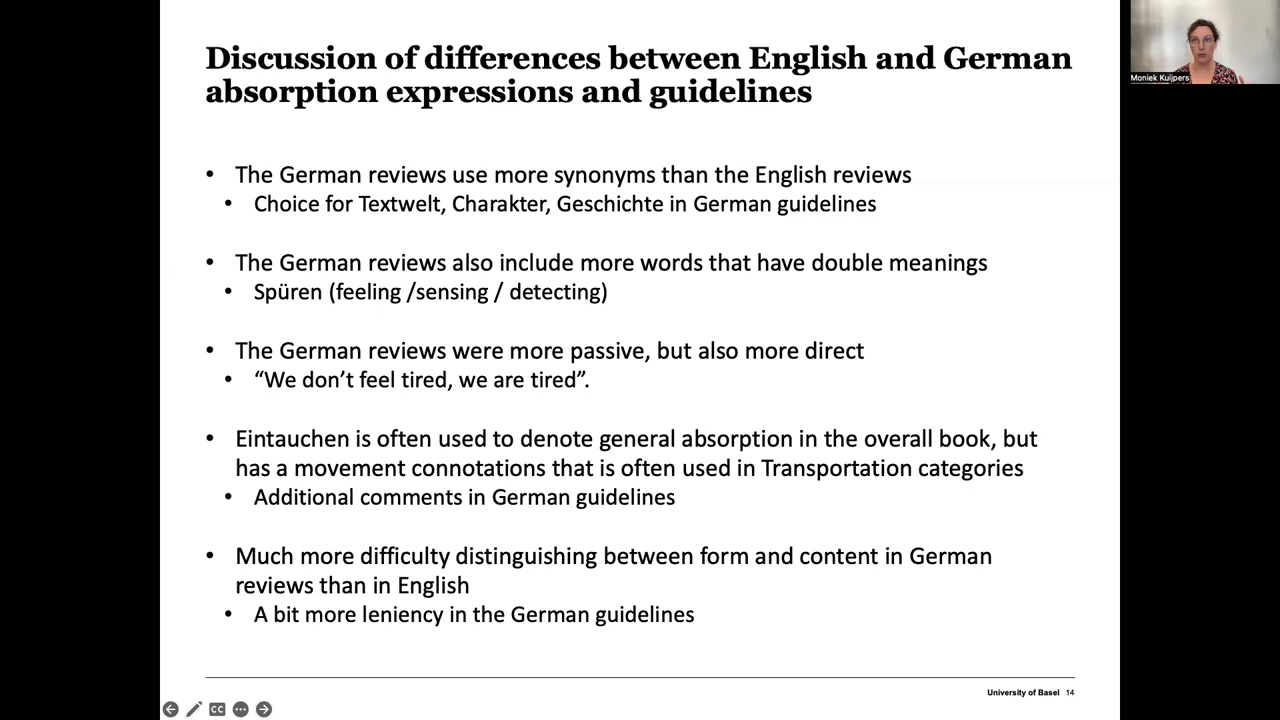 Discussion of differences between English and German
absorption expressions and guidelines
Moniek Kuijpers
• The German reviews use more synonyms than the English reviews
• Choice for Textwelt, Charakter, Geschichte in German guidelines
• The German reviews also include more words that have double meanings
• Spüren (feeling /sensing / detecting)
• The German reviews were more passive, but also more direct
• “We don’t feel tired, we are tired”.
• Eintauchen is often used to denote general absorption in the overall book, but
has a movement connotations that is often used in Transportation categories
• Additional comments in German guidelines
• Much more difficulty distinguishing between form and content in German
reviews than in English
• A bit more leniency in the German guidelines
University of Basel 14
CC